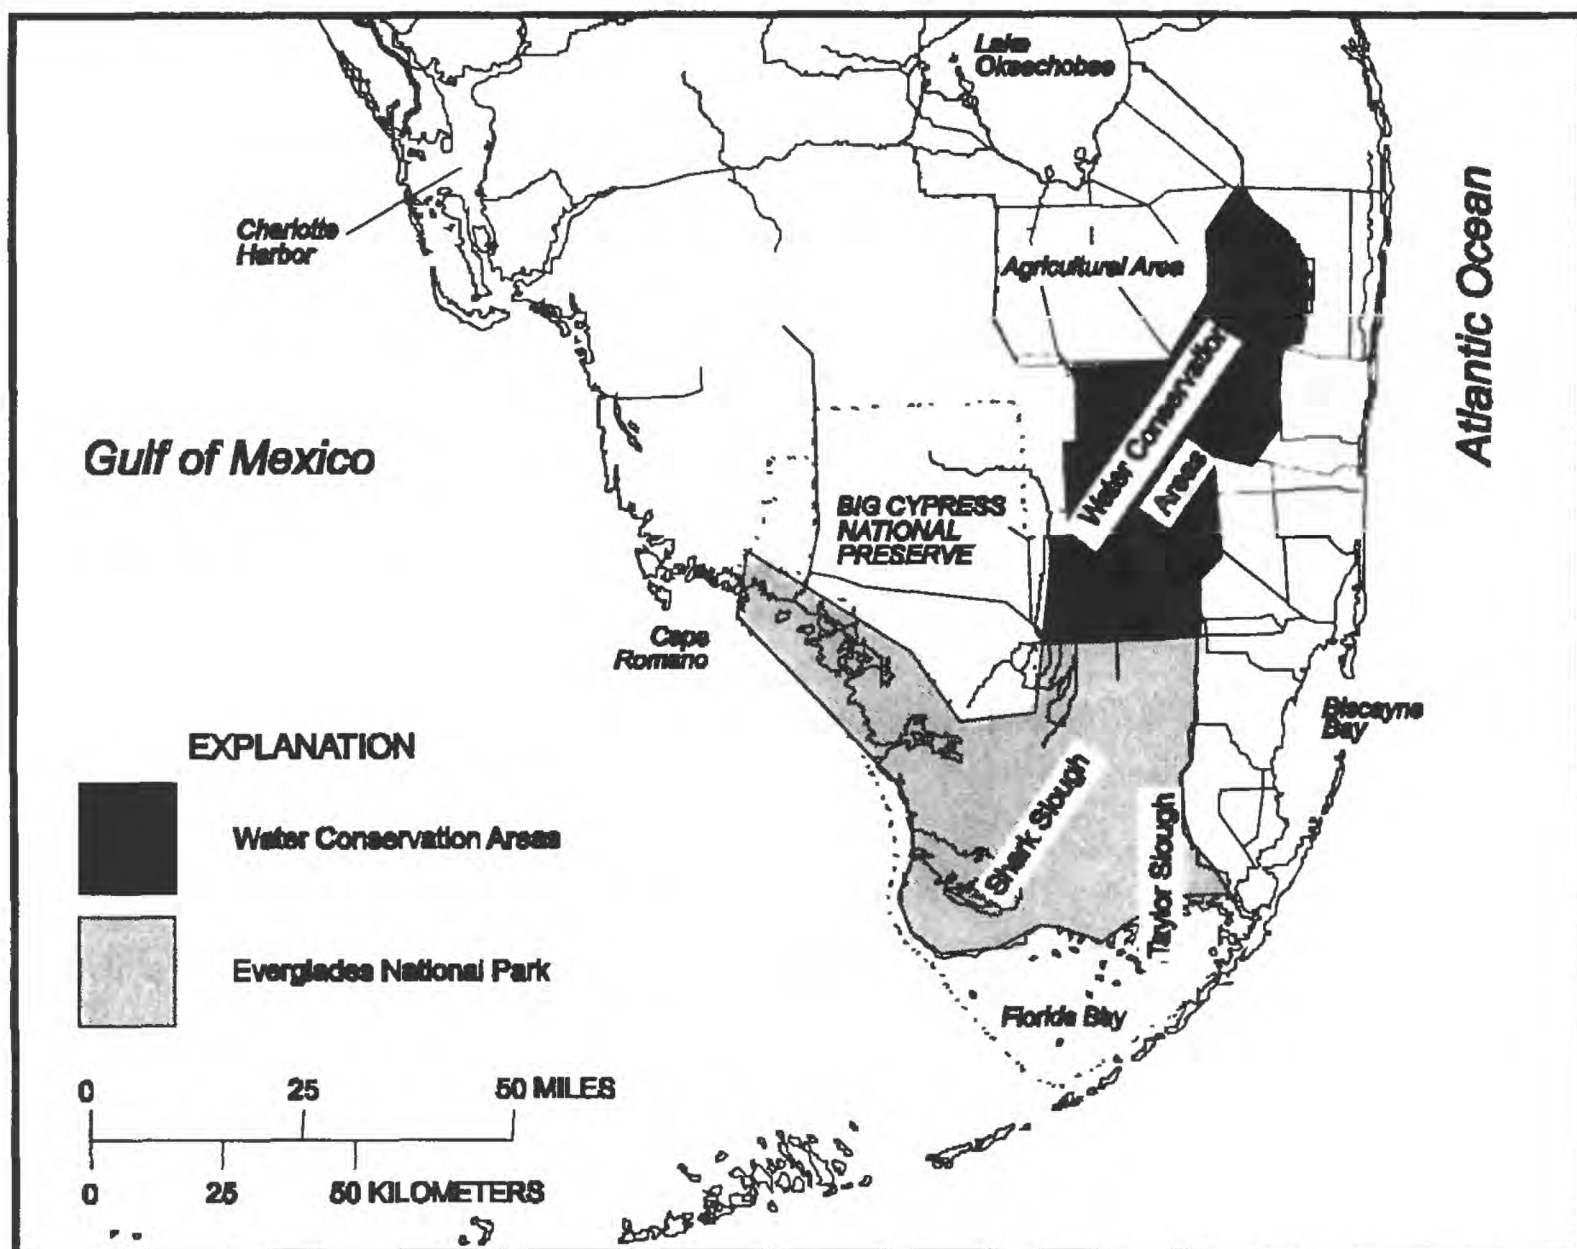 Lake
Okeechobee
Charlotte
Harbor
Agricultural Area
Atlantic Ocean
Water Conservation
Areas
Gulf of Mexico
BIG CYPRESS
NATIONAL
PRESERVE
Cape
Romano
Biscayne
Bay
EXPLANATION
Water Conservation Areas
Everglades National Park
Shark Slough
Taylor Slough
Florida Bay
0 25 50 MILES
0 25 50 KILOMETERS